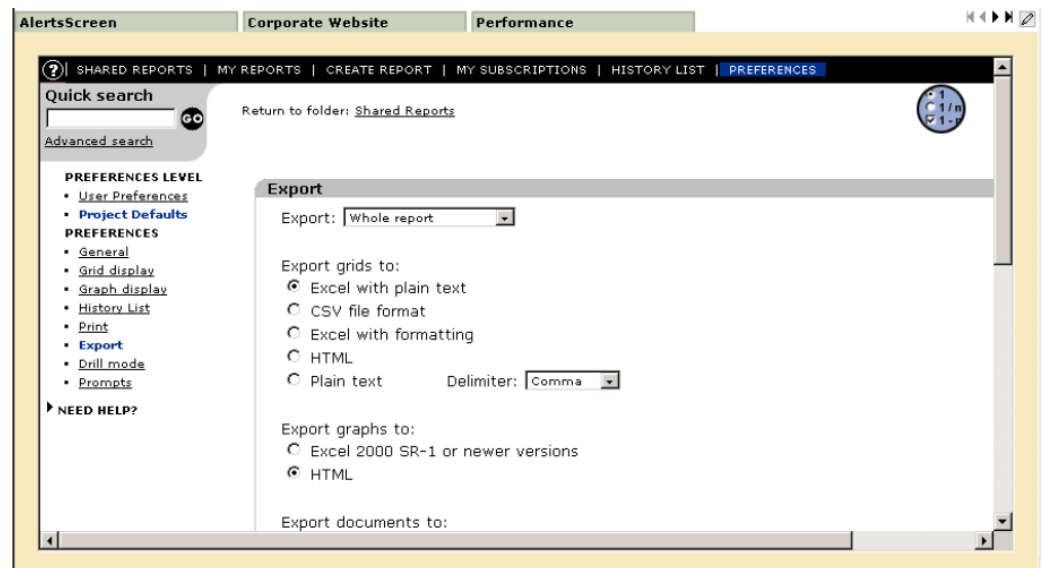 AlertsScreen Corporate Website Performance
? | SHARED REPORTS | MY REPORTS | CREATE REPORT | MY SUBSCRIPTIONS | HISTORY LIST | PREFERENCES
Quick search
GO
Advanced search
Return to folder: Shared Reports
1
1/n
1-n
PREFERENCES LEVEL
User Preferences
Project Defaults
PREFERENCES
General
Grid display
Graph display
History List
Print
Export
Drill mode
Prompts
NEED HELP?
Export
Export: Whole report
Export grids to:
Excel with plain text
CSV file format
Excel with formatting
HTML
Plain text Delimiter: Comma
Export graphs to:
Excel 2000 SR-1 or newer versions
HTML
Export documents to: